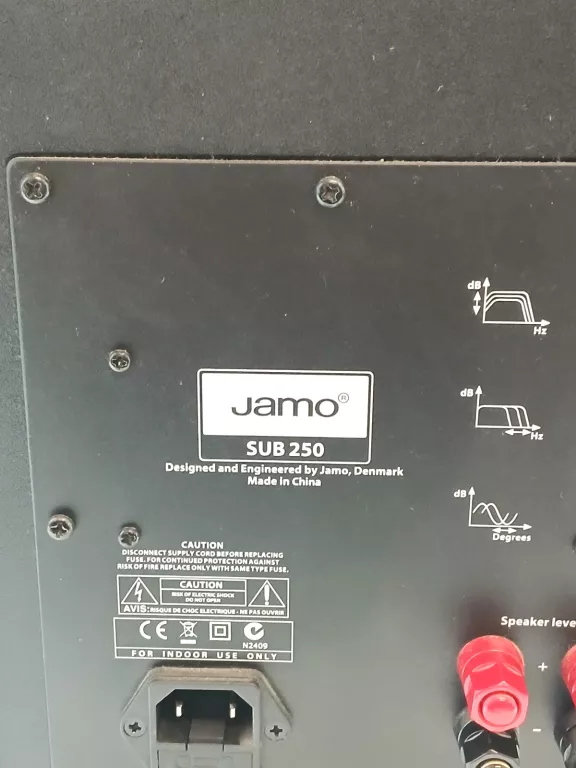 dB
Hz
Jamo®
SUB 250
Designed and Engineered by Jamo, Denmark
Made in China
dB
Hz
dB
Degrees
CAUTION
DISCONNECT SUPPLY CORD BEFORE REPLACING
FUSE. FOR CONTINUED PROTECTION AGAINST
RISK OF FIRE REPLACE ONLY WITH SAME TYPE FUSE.
CAUTION
RISK OF ELECTRIC SHOCK
DO NOT OPEN
AVIS: RISQUE DE CHOC ELECTRIQUE - NE PAS OUVRIR
CE
N2409
FOR INDOOR USE ONLY
Speaker leve
+
-